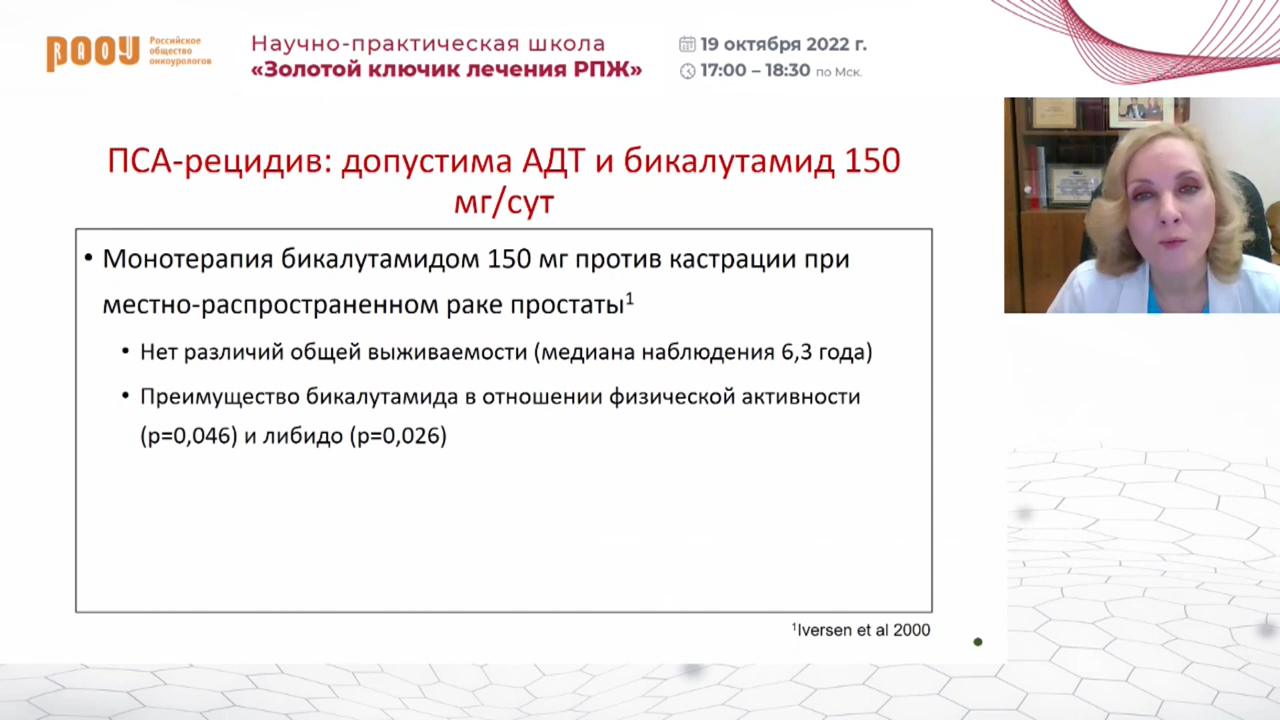 РООУ
Российское
общество
онкоурологов
Научно-практическая школа
«Золотой ключик лечения РПЖ»
19 октября 2022 г.
17:00 – 18:30 по Мск.
ПСА-рецидив: допустима АДТ и бикалутамид 150
мг/сут
• Монотерапия бикалутамидом 150 мг против кастрации при
местно-распространенном раке простаты¹
• Нет различий общей выживаемости (медиана наблюдения 6,3 года)
• Преимущество бикалутамида в отношении физической активности
(p=0,046) и либидо (p=0,026)
¹Iversen et al 2000